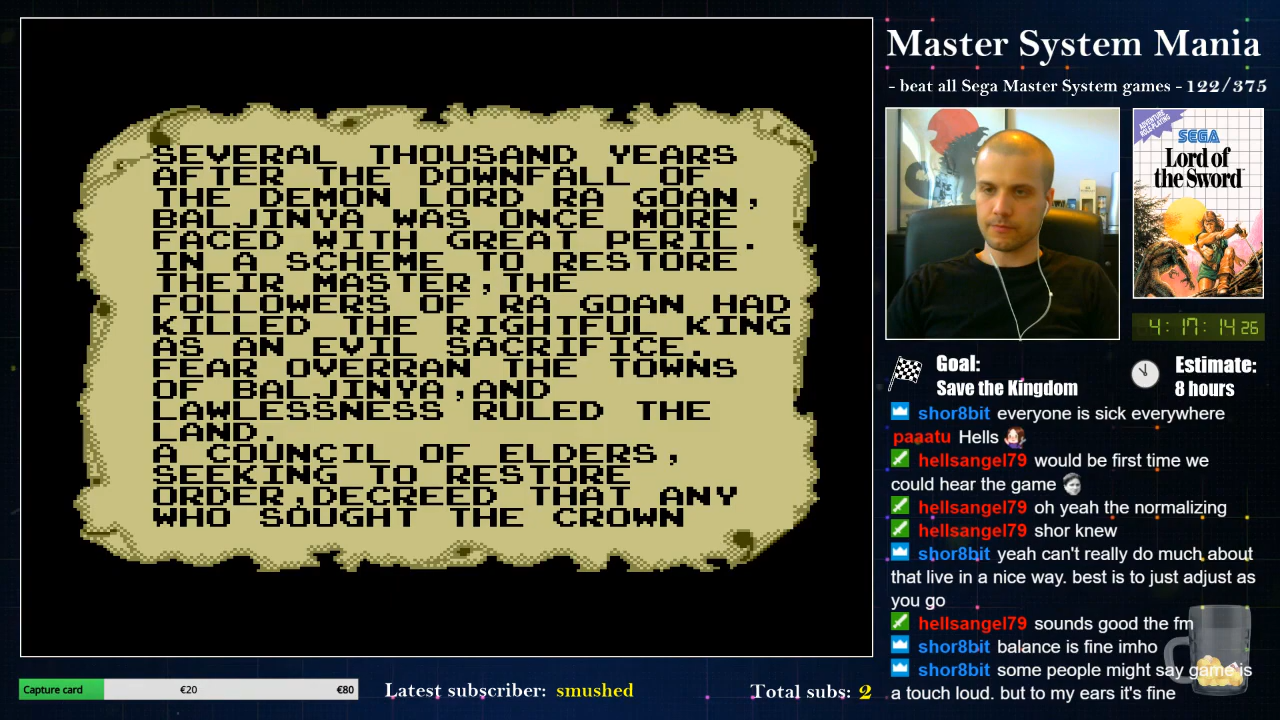 SEVERAL THOUSAND YEARS
AFTER THE DOWNFALL OF
THE DEMON LORD RA GOAN,
BALJINYA WAS ONCE MORE
FACED WITH GREAT PERIL.
IN A SCHEME TO RESTORE
THEIR MASTER,THE
FOLLOWERS OF RA GOAN HAD
KILLED THE RIGHTFUL KING
AS AN EVIL SACRIFICE.
FEAR OVERRAN THE TOWNS
OF BALJINYA,AND
LAWLESSNESS RULED THE
LAND.
A COUNCIL OF ELDERS,
SEEKING TO RESTORE
ORDER,DECREED THAT ANY
WHO SOUGHT THE CROWN
Capture card €20 €80
Latest subscriber: smushed
Total subs: 2
Master System Mania
- beat all Sega Master System games - 122/375
ADVENTURE
ROLE-PLAYING
SEGA
Lord of
the Sword
4:17:14 26
Goal:
Save the Kingdom
Estimate:
8 hours
shor8bit everyone is sick everywhere
paaatu Hells
hellsangel79 would be first time we
could hear the game
hellsangel79 oh yeah the normalizing
hellsangel79 shor knew
shor8bit yeah can't really do much about
that live in a nice way. best is to just adjust as
you go
hellsangel79 sounds good the fm
shor8bit balance is fine imho
shor8bit some people might say game is
a touch loud. but to my ears it's fine